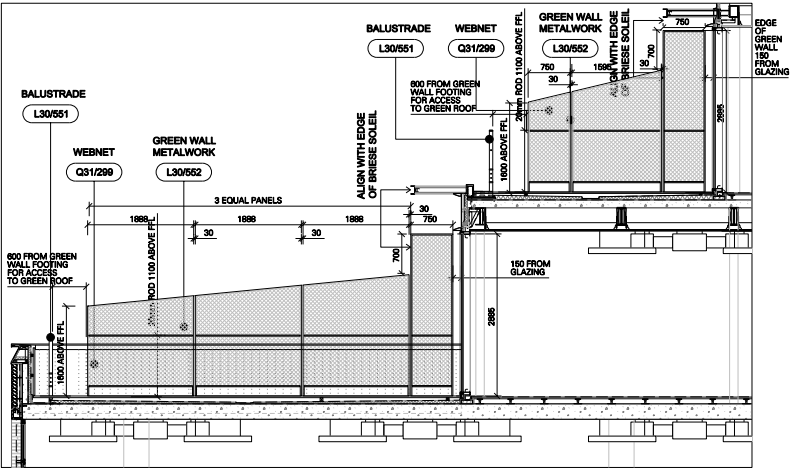 BALUSTRADE
L30/551
WEBNET
Q31/299
GREEN WALL
METALWORK
L30/552
750
EDGE
OF
GREEN
WALL
150
FROM
GLAZING
700
750
1595
30
30
600 FROM GREEN
WALL FOOTING
FOR ACCESS
TO GREEN ROOF
20mm ROD 1100 ABOVE FFL
ALIGN WITH EDGE
OF BRIESE SOLEIL
1600 ABOVE FFL
2885
BALUSTRADE
L30/551
WEBNET
Q31/299
GREEN WALL
METALWORK
L30/552
ALIGN WITH EDGE
OF BRIESE SOLEIL
3 EQUAL PANELS
1888
1888
1888
750
30
30
30
600 FROM GREEN
WALL FOOTING
FOR ACCESS
TO GREEN ROOF
ROD 1100 ABOVE FFL
700
150 FROM
GLAZING
1600 ABOVE FFL
2885